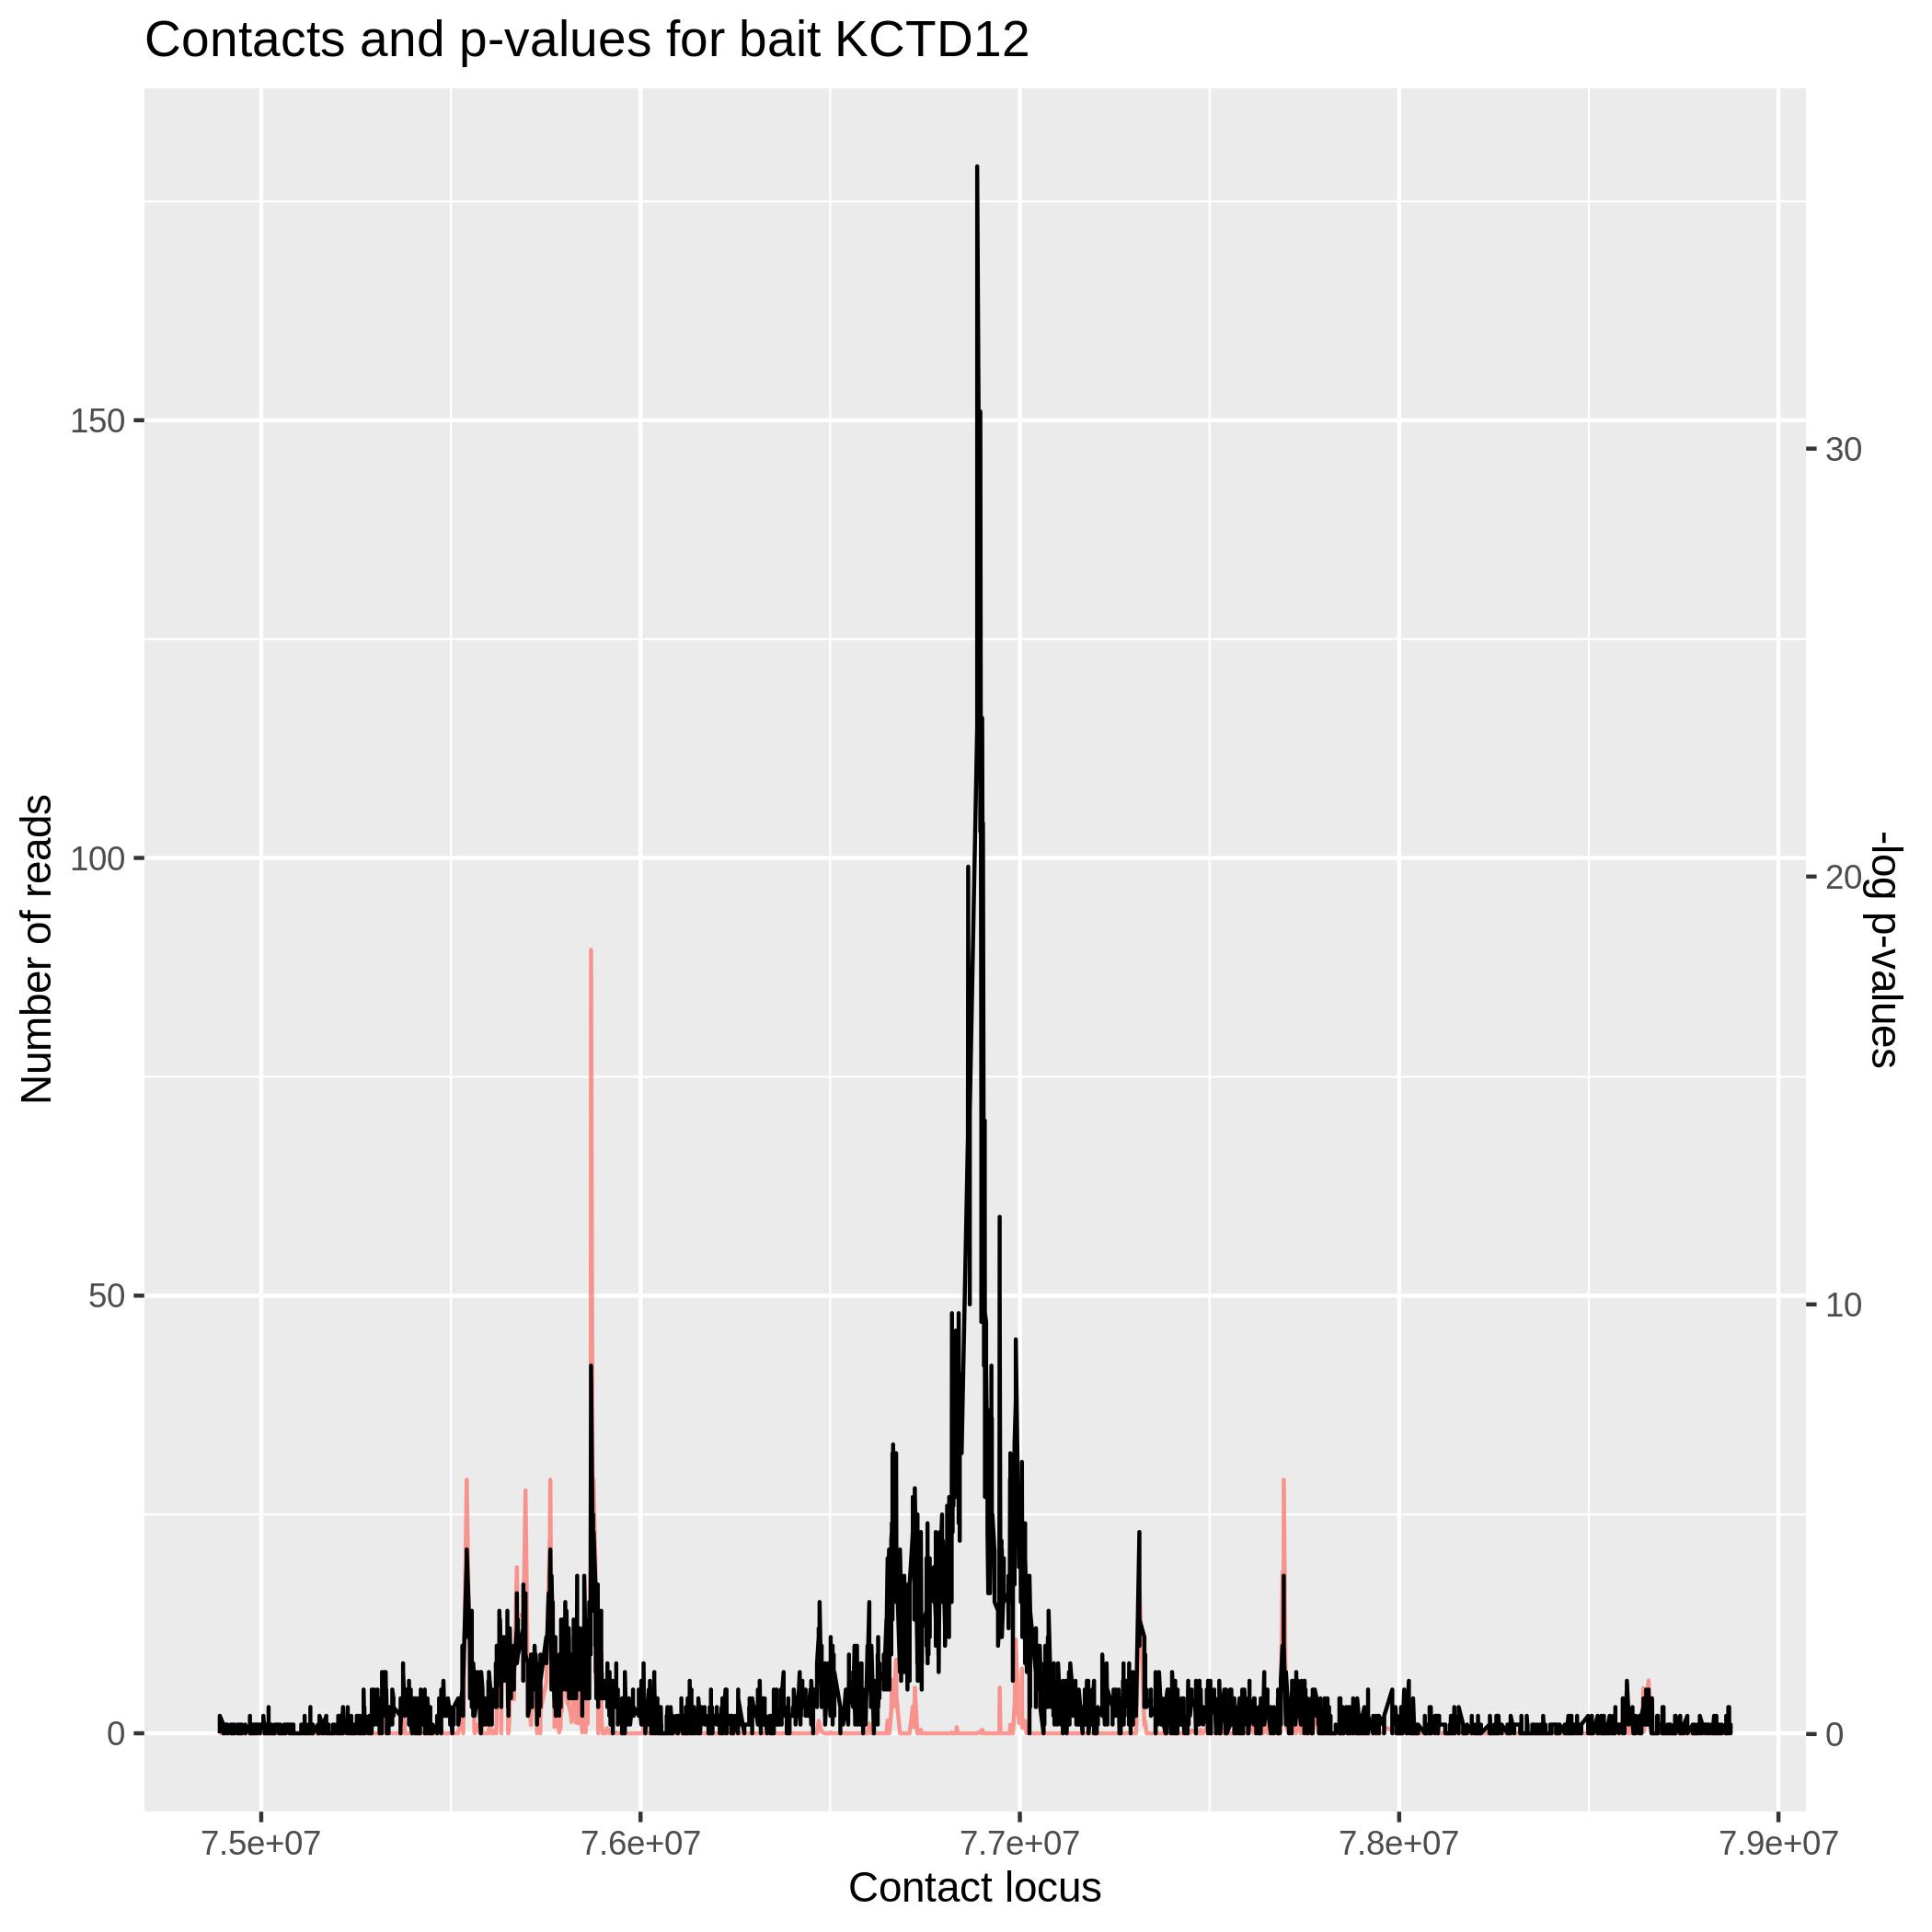 Contacts and p-values for bait KCTD12
Number of reads
150
100
50
0
30
20
10
0
-log p-values
7.5e+07 7.6e+07 7.7e+07 7.8e+07 7.9e+07
Contact locus